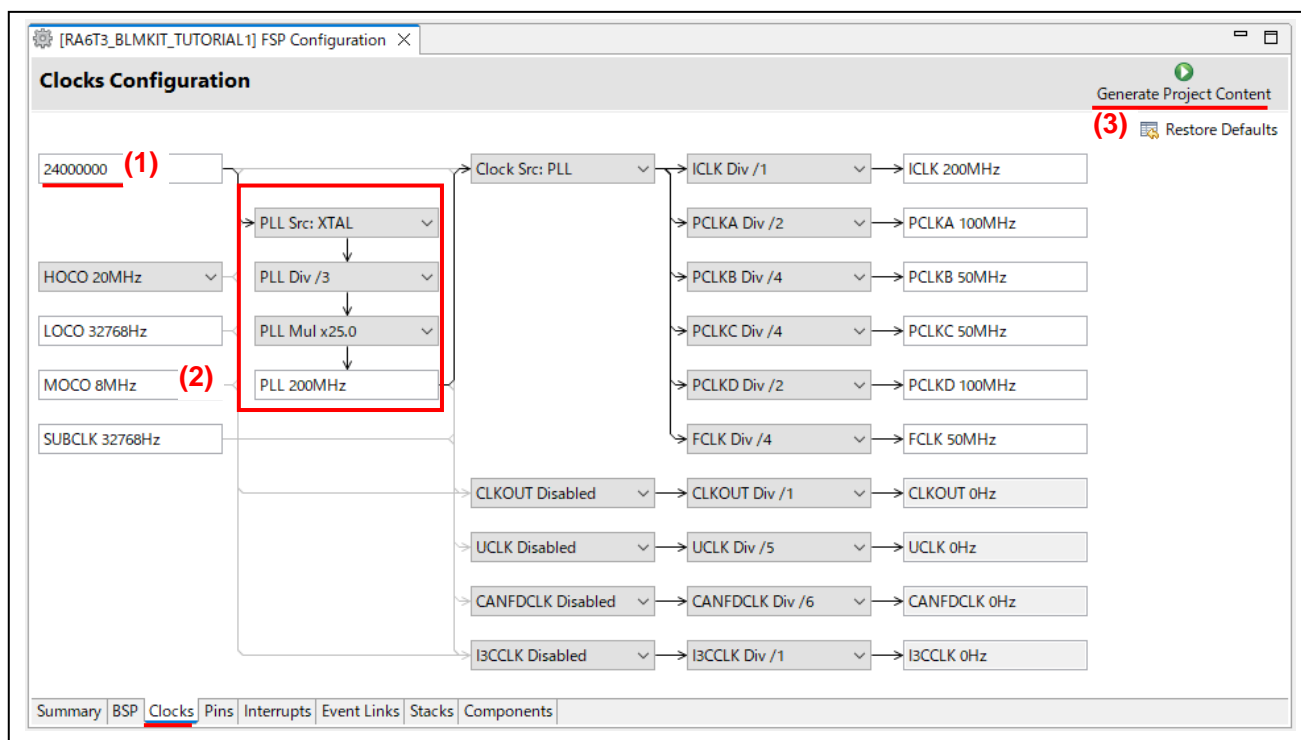 [RA6T3_BLMKIT_TUTORIAL1] FSP Configuration
Clocks Configuration
Generate Project Content
(3) Restore Defaults
24000000 (1)
Clock Src: PLL
ICLK Div /1
ICLK 200MHz
PLL Src: XTAL
PCLKA Div /2
PCLKA 100MHz
HOCO 20MHz
PLL Div /3
PCLKB Div /4
PCLKB 50MHz
LOCO 32768Hz
PLL Mul x25.0
PCLKC Div /4
PCLKC 50MHz
MOCO 8MHz
(2)
PLL 200MHz
PCLKD Div /2
PCLKD 100MHz
SUBCLK 32768Hz
FCLK Div /4
FCLK 50MHz
CLKOUT Disabled
CLKOUT Div /1
CLKOUT 0Hz
UCLK Disabled
UCLK Div /5
UCLK 0Hz
CANFDCLK Disabled
CANFDCLK Div /6
CANFDCLK 0Hz
I3CCLK Disabled
I3CCLK Div /1
I3CCLK 0Hz
Summary BSP Clocks Pins Interrupts Event Links Stacks Components